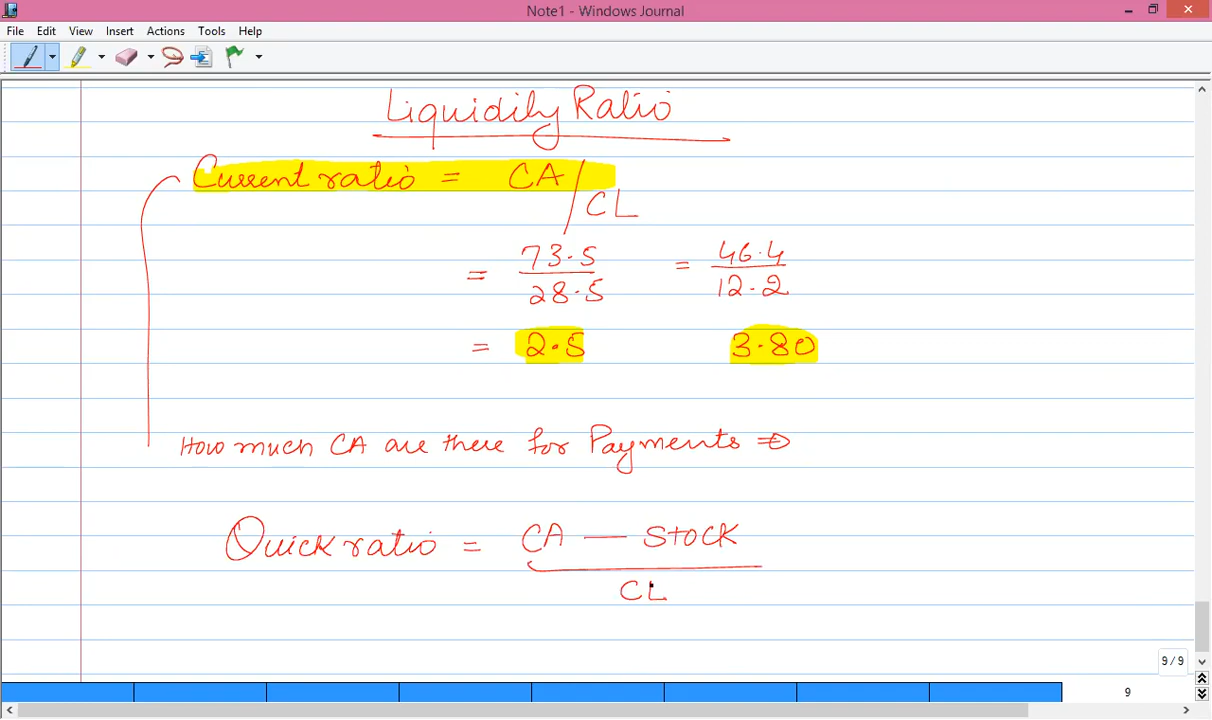 Note1 - Windows Journal
File Edit View Insert Actions Tools Help
Liquidity Ratio
Current ratio = CA/CL
= 73.5/28.5 = 46.4/12.2
= 2.5 3.80
How much CA are there for Payments ⇒
Quick ratio = CA — STOCK
CL
9 / 9
9